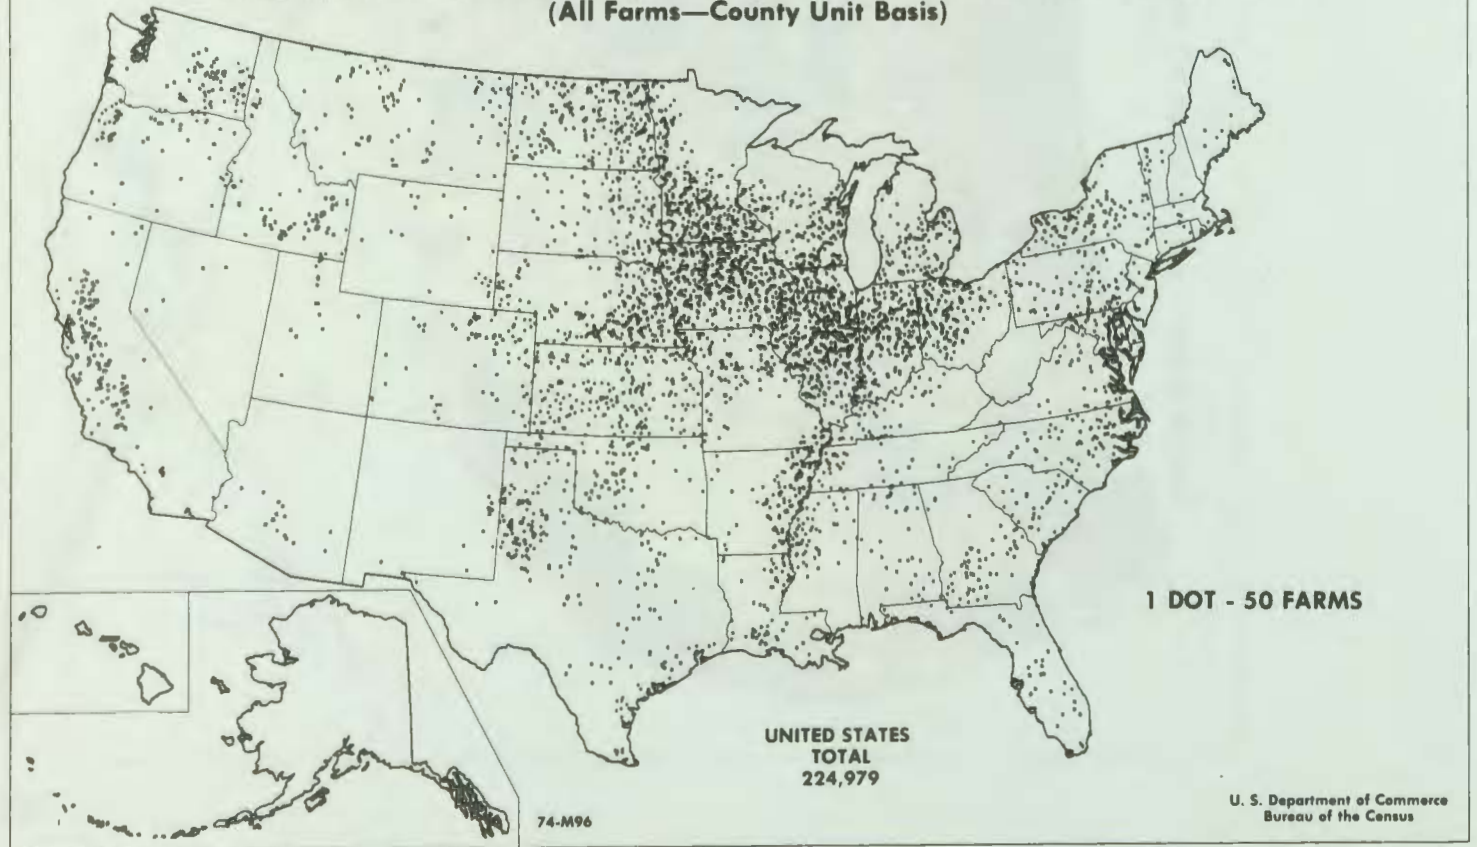 (All Farms—County Unit Basis)
1 DOT - 50 FARMS
UNITED STATES
TOTAL
224,979
74-M96
U. S. Department of Commerce
Bureau of the Census